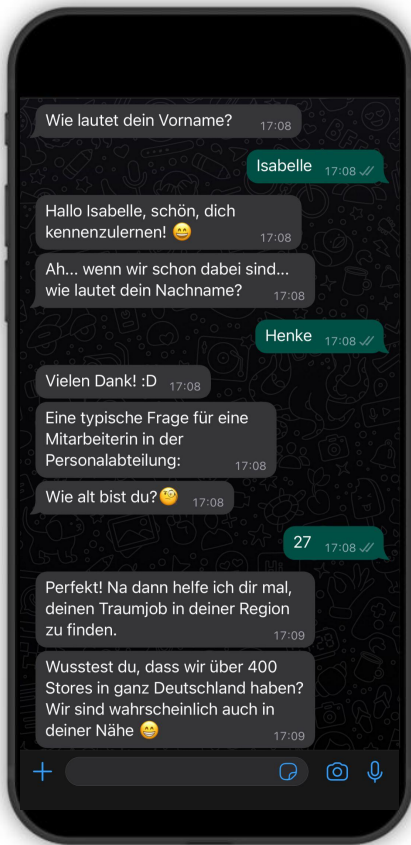 Wie lautet dein Vorname? 17:08
Isabelle 17:08
Hallo Isabelle, schön, dich
kennenzulernen! 😄 17:08
Ah... wenn wir schon dabei sind...
wie lautet dein Nachname? 17:08
Henke 17:08
Vielen Dank! :D 17:08
Eine typische Frage für eine
Mitarbeiterin in der
Personalabteilung: 17:08
Wie alt bist du?🧐 17:08
27 17:08
Perfekt! Na dann helfe ich dir mal,
deinen Traumjob in deiner Region
zu finden. 17:09
Wusstest du, dass wir über 400
Stores in ganz Deutschland haben?
Wir sind wahrscheinlich auch in
deiner Nähe 😁 17:09